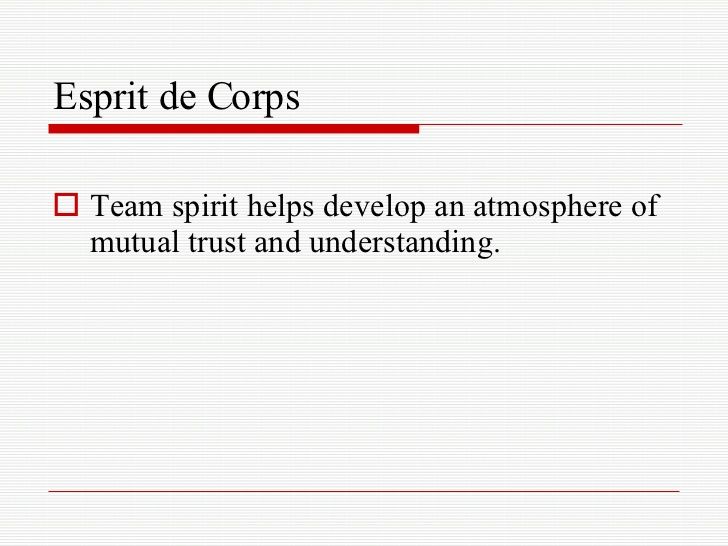 Esprit de Corps
Team spirit helps develop an atmosphere of
mutual trust and understanding.